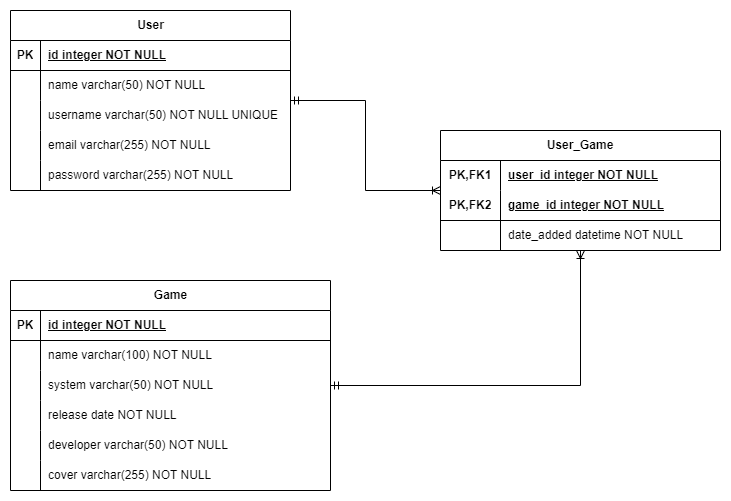 User
PK id integer NOT NULL
name varchar(50) NOT NULL
username varchar(50) NOT NULL UNIQUE
email varchar(255) NOT NULL
password varchar(255) NOT NULL
User_Game
PK,FK1 user_id integer NOT NULL
PK,FK2 game_id integer NOT NULL
date_added datetime NOT NULL
Game
PK id integer NOT NULL
name varchar(100) NOT NULL
system varchar(50) NOT NULL
release date NOT NULL
developer varchar(50) NOT NULL
cover varchar(255) NOT NULL